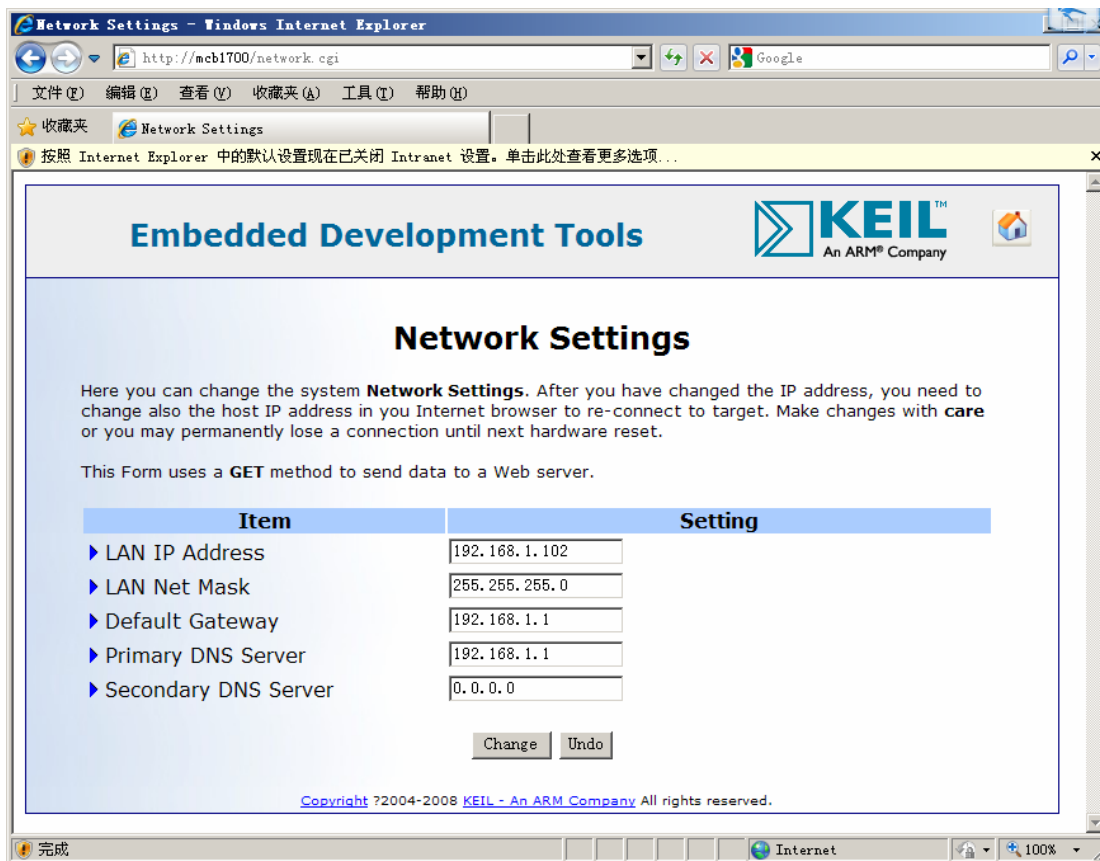 Network Settings - Windows Internet Explorer
http://mcb1700/network.cgi
Google
文件(F) 编辑(E) 查看(V) 收藏夹(A) 工具(T) 帮助(H)
收藏夹 Network Settings
按照 Internet Explorer 中的默认设置现在已关闭 Intranet 设置。单击此处查看更多选项...
Embedded Development Tools
KEIL™
An ARM® Company
Network Settings
Here you can change the system Network Settings. After you have changed the IP address, you need to
change also the host IP address in you Internet browser to re-connect to target. Make changes with care
or you may permanently lose a connection until next hardware reset.
This Form uses a GET method to send data to a Web server.
Item Setting
LAN IP Address 192.168.1.102
LAN Net Mask 255.255.255.0
Default Gateway 192.168.1.1
Primary DNS Server 192.168.1.1
Secondary DNS Server 0.0.0.0
Change Undo
Copyright ?2004-2008 KEIL - An ARM Company All rights reserved.
完成 Internet 100%